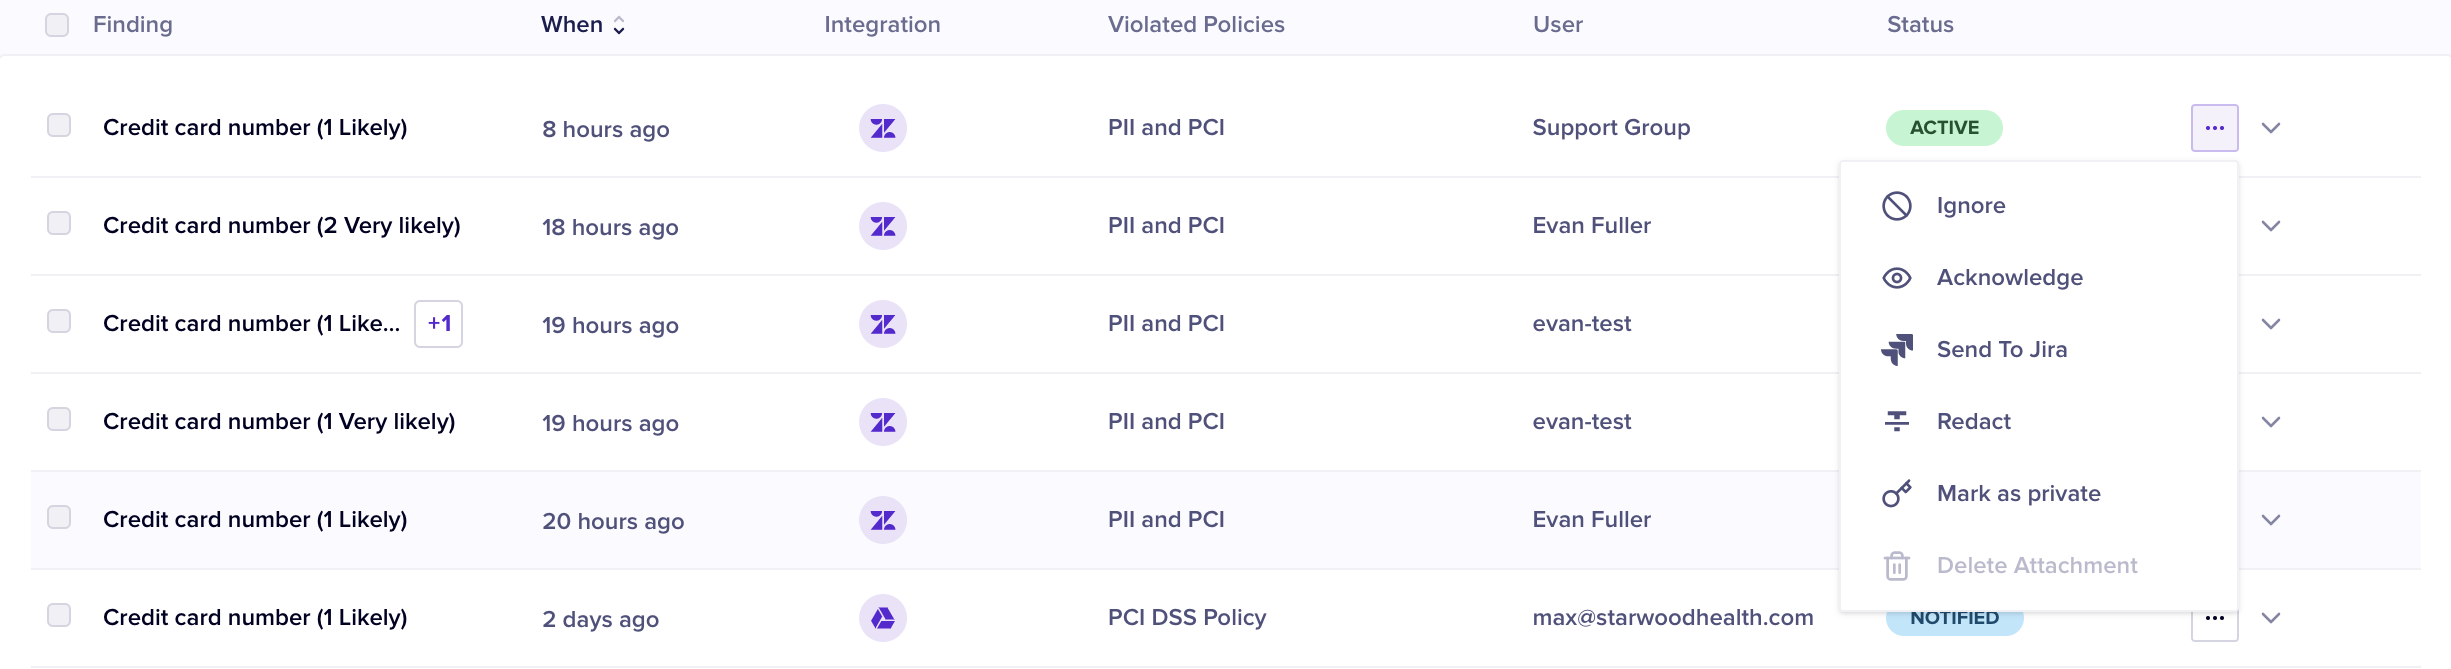 Finding When Integration Violated Policies User Status
Credit card number (1 Likely) 8 hours ago PII and PCI Support Group ACTIVE
Ignore
Credit card number (2 Very likely) 18 hours ago PII and PCI Evan Fuller
Acknowledge
Credit card number (1 Like... +1 19 hours ago PII and PCI evan-test
Send To Jira
Credit card number (1 Very likely) 19 hours ago PII and PCI evan-test
Redact
Mark as private
Credit card number (1 Likely) 20 hours ago PII and PCI Evan Fuller
Delete Attachment
Credit card number (1 Likely) 2 days ago PCI DSS Policy max@starwoodhealth.com NOTIFIED